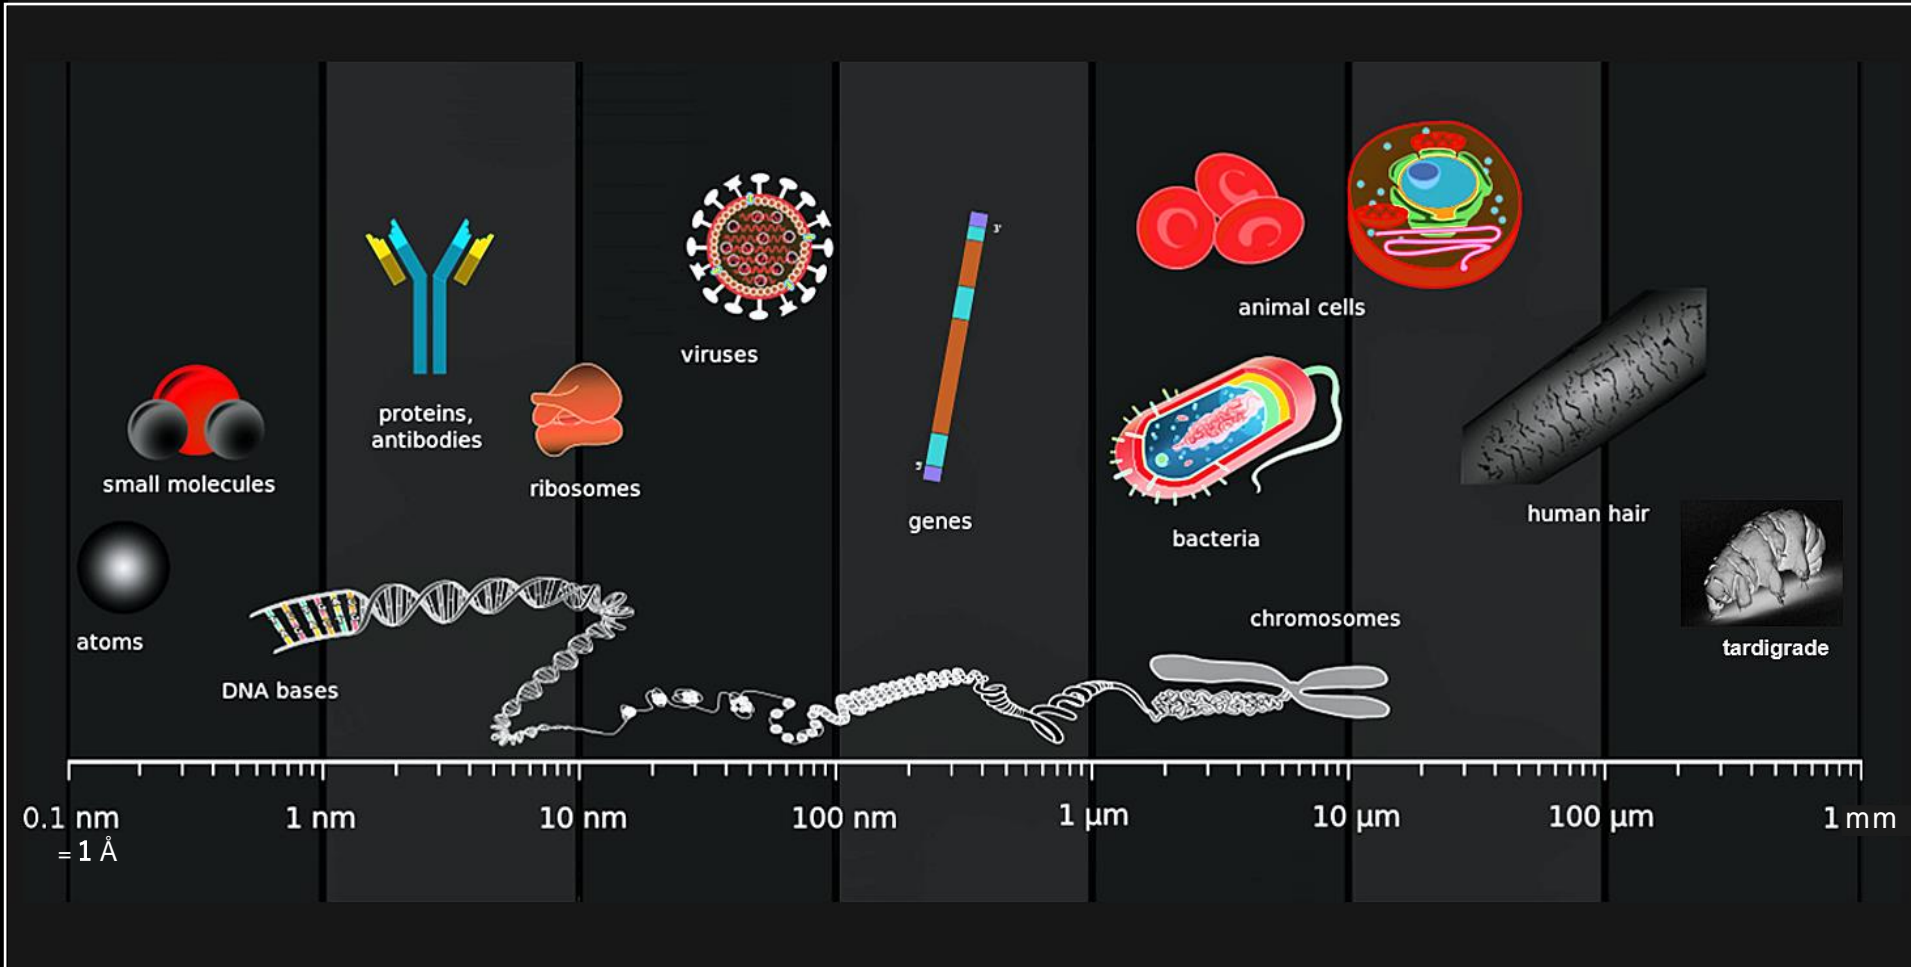 viruses
animal cells
proteins,
antibodies
small molecules
ribosomes
genes
3'
bacteria
human hair
atoms
DNA bases
chromosomes
tardigrade
0.1 nm
= 1 Å
1 nm
10 nm
100 nm
1 µm
10 µm
100 µm
1 mm